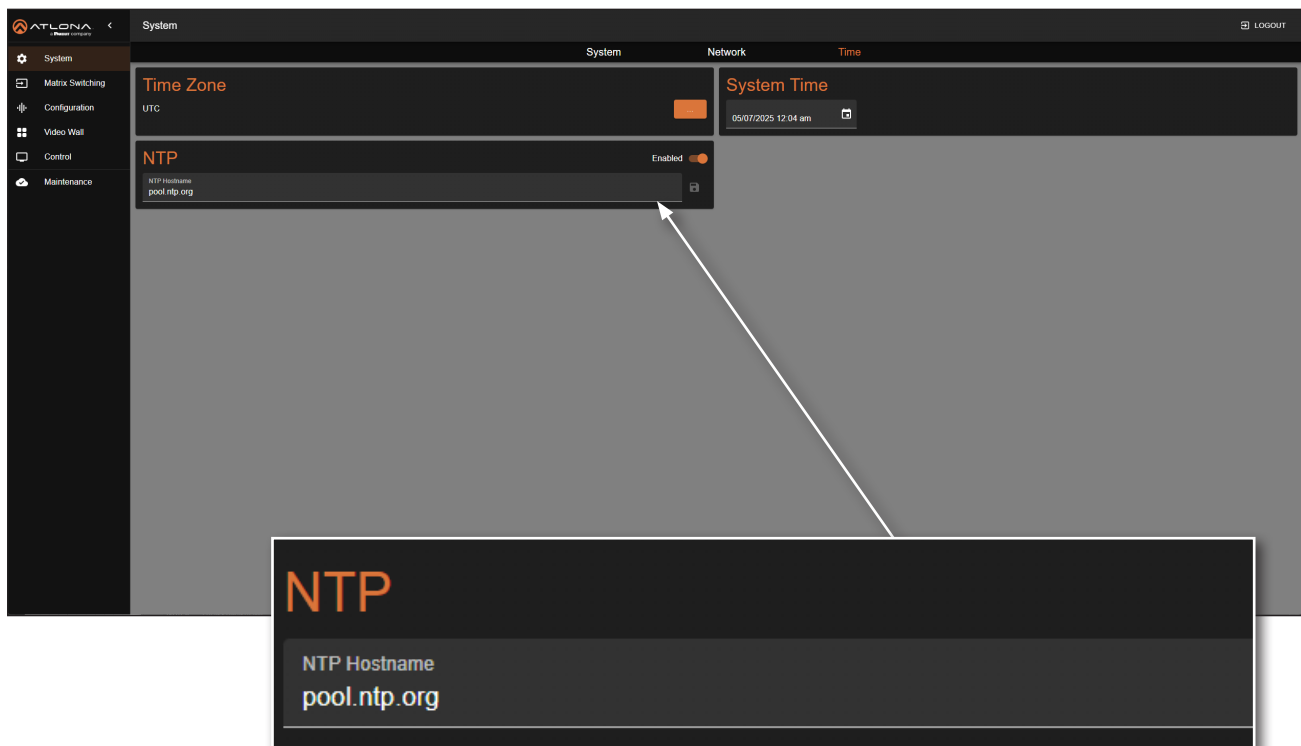 ATLONA
a Panduit company
System
LOGOUT
System
Network
Time
System
Matrix Switching
Configuration
Video Wall
Control
Maintenance
Time Zone
UTC
...
System Time
05/07/2025 12:04 am
NTP
Enabled
NTP Hostname
pool.ntp.org
NTP
NTP Hostname
pool.ntp.org